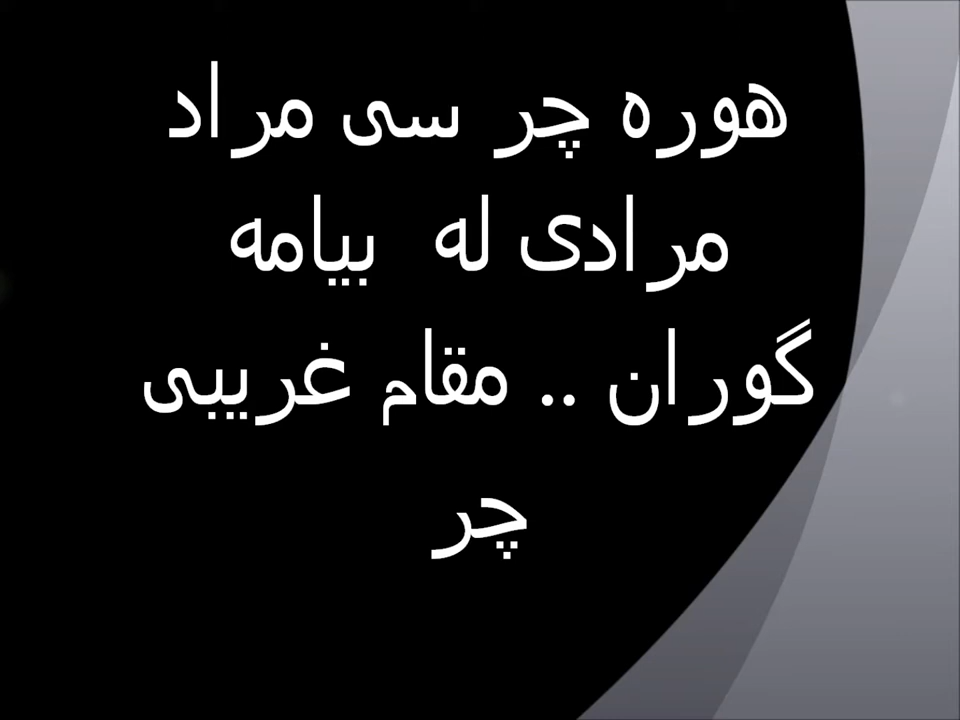 هوره چر سی مراد
مرادی له بیامه
گوران .. مقام غریبی
چر